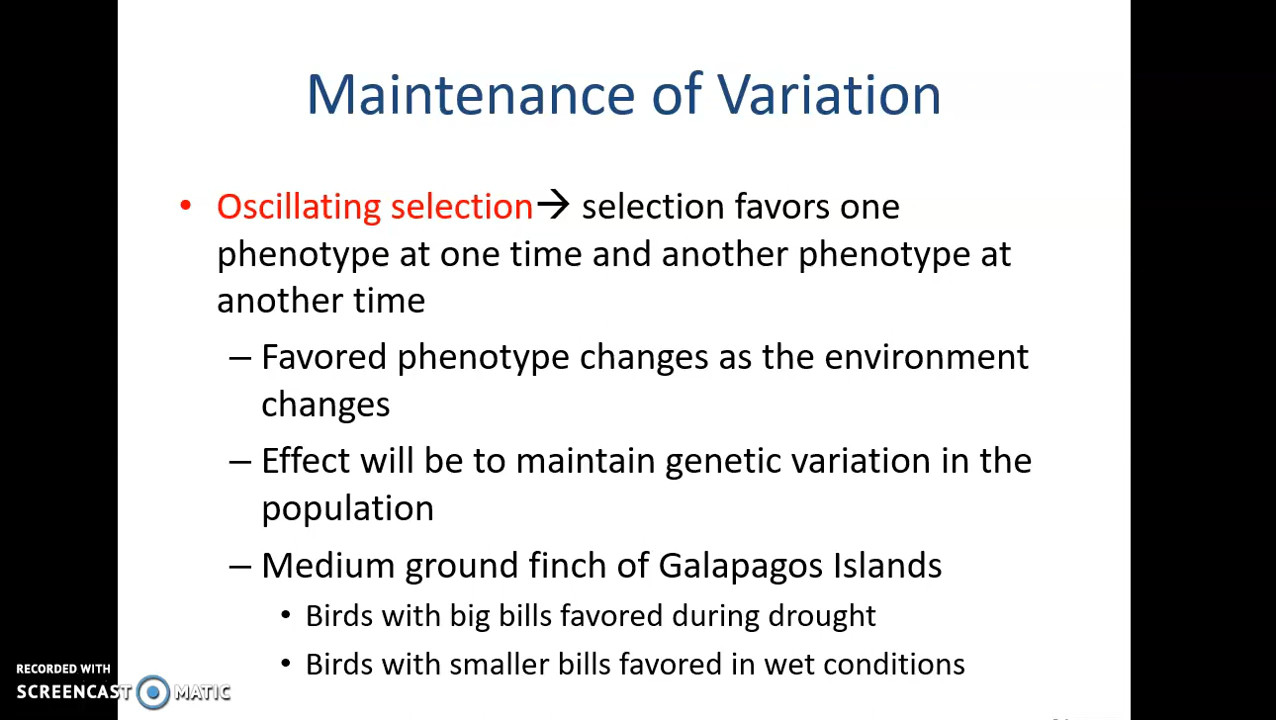 Maintenance of Variation
• Oscillating selection→ selection favors one
phenotype at one time and another phenotype at
another time
– Favored phenotype changes as the environment
changes
– Effect will be to maintain genetic variation in the
population
– Medium ground finch of Galapagos Islands
• Birds with big bills favored during drought
• Birds with smaller bills favored in wet conditions
RECORDED WITH
SCREENCAST MATIC